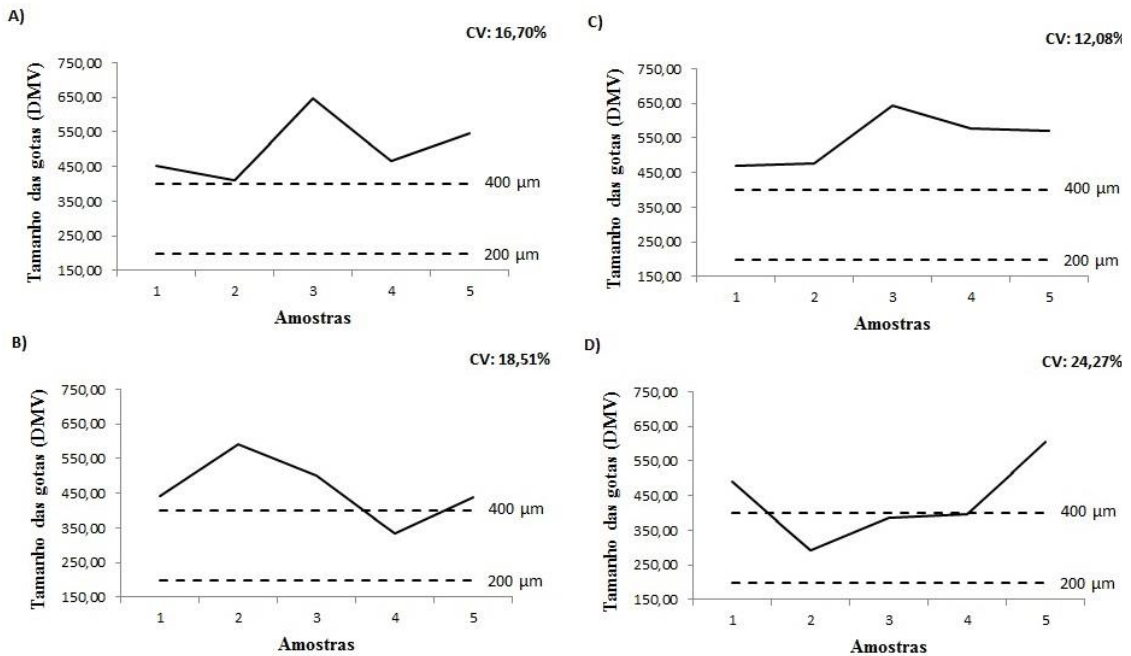 A)
CV: 16,70%
Tamanho das gotas (DMV)
750,00
650,00
550,00
450,00
350,00
250,00
150,00
400 µm
200 µm
1 2 3 4 5
Amostras
C)
CV: 12,08%
Tamanho das gotas (DMV)
750,00
650,00
550,00
450,00
350,00
250,00
150,00
400 µm
200 µm
1 2 3 4 5
Amostras
B)
CV: 18,51%
Tamanho das gotas (DMV)
750,00
650,00
550,00
450,00
350,00
250,00
150,00
400 µm
200 µm
1 2 3 4 5
Amostras
D)
CV: 24,27%
Tamanho das gotas (DMV)
750,00
650,00
550,00
450,00
350,00
250,00
150,00
400 µm
200 µm
1 2 3 4 5
Amostras